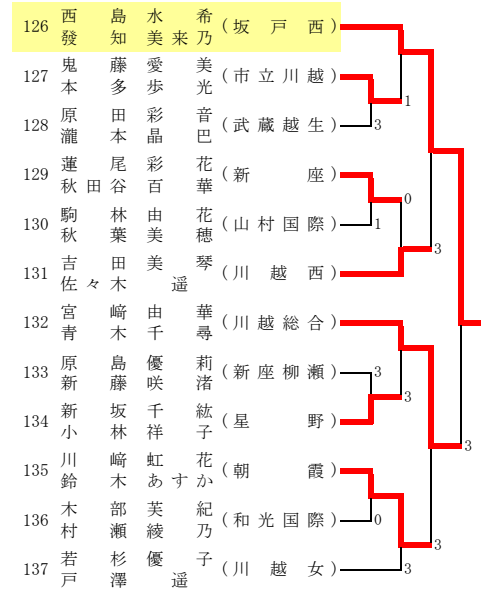 126 西島水希 (坂戸西)
發知美来乃
127 鬼藤愛美 (市立川越)
本多歩光
1
128 原田彩音 (武蔵越生) 3
瀧本晶巴
129 蓮尾彩花 (新座)
秋田谷百華
0
130 駒林由花 (山村国際) 1
秋葉美穂
3
131 吉田美琴 (川越西)
佐々木遥
132 宮﨑由華 (川越総合)
青木千尋
133 原島優莉 (新座柳瀬) 3
新藤咲渚
3
134 新坂千紘 (星野)
小林祥子
3
135 川﨑虹花 (朝霞)
鈴木あすか
136 木部芙紀 (和光国際) 0
村瀬綾乃
3
137 若杉優子 (川越女) 3
戸澤遥